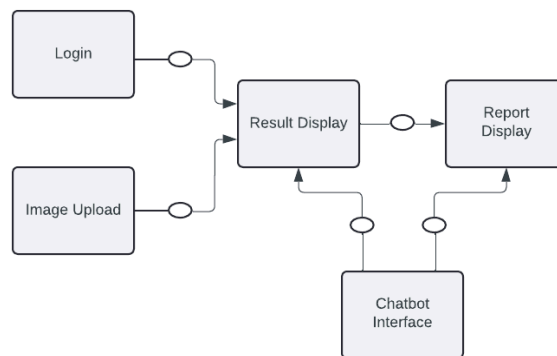 Login
Result Display
Report
Display
Image Upload
Chatbot
Interface